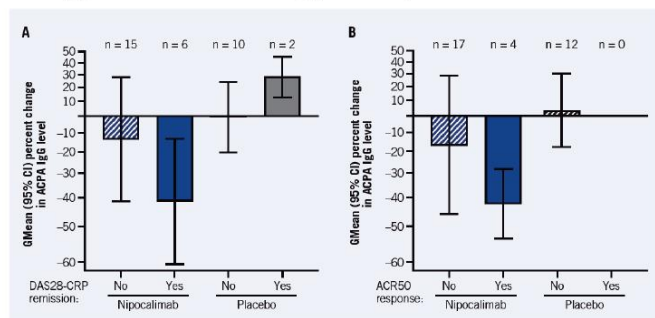 A
n = 15 n = 6 n = 10 n = 2
GMean (95% CI) percent change
in ACPA IgG level
50
40
30
20
10
-10
-20
-30
-40
-50
-60
DAS28-CRP
remission:
No Yes No Yes
Nipocalimab Placebo
B
n = 17 n = 4 n = 12 n = 0
GMean (95% CI) percent change
in ACPA IgG level
50
40
30
20
10
-10
-20
-30
-40
-50
-60
ACR50
response:
No Yes No Yes
Nipocalimab Placebo